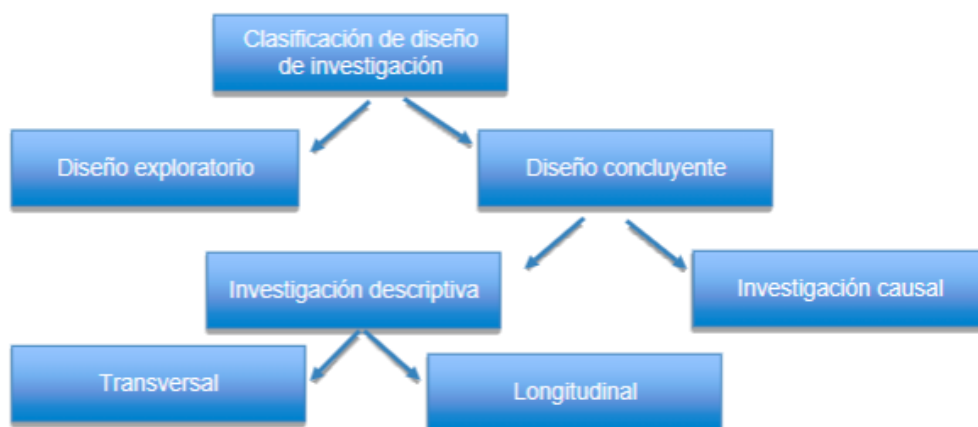 Clasificación de diseño
de investigación
Diseño exploratorio
Diseño concluyente
Investigación descriptiva
Investigación causal
Transversal
Longitudinal